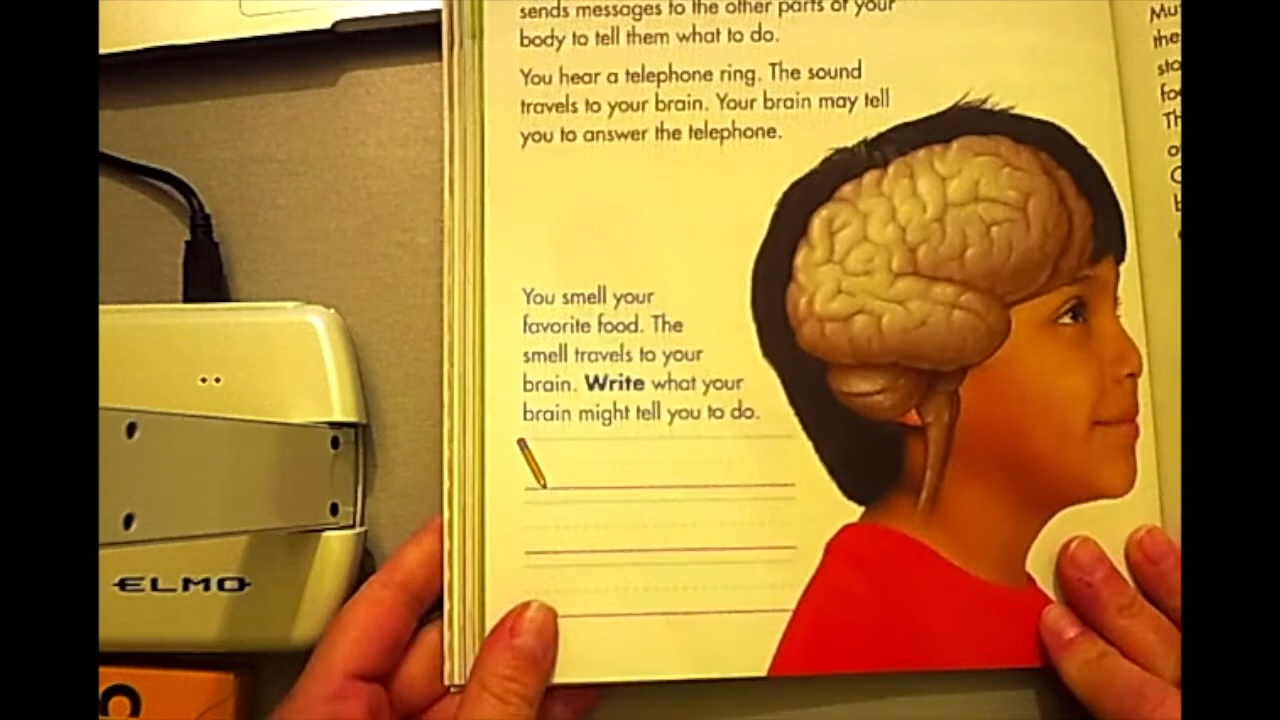 sends messages to the other parts of your
body to tell them what to do.
You hear a telephone ring. The sound
travels to your brain. Your brain may tell
you to answer the telephone.
You smell your
favorite food. The
smell travels to your
brain. Write what your
brain might tell you to do.
ELMO